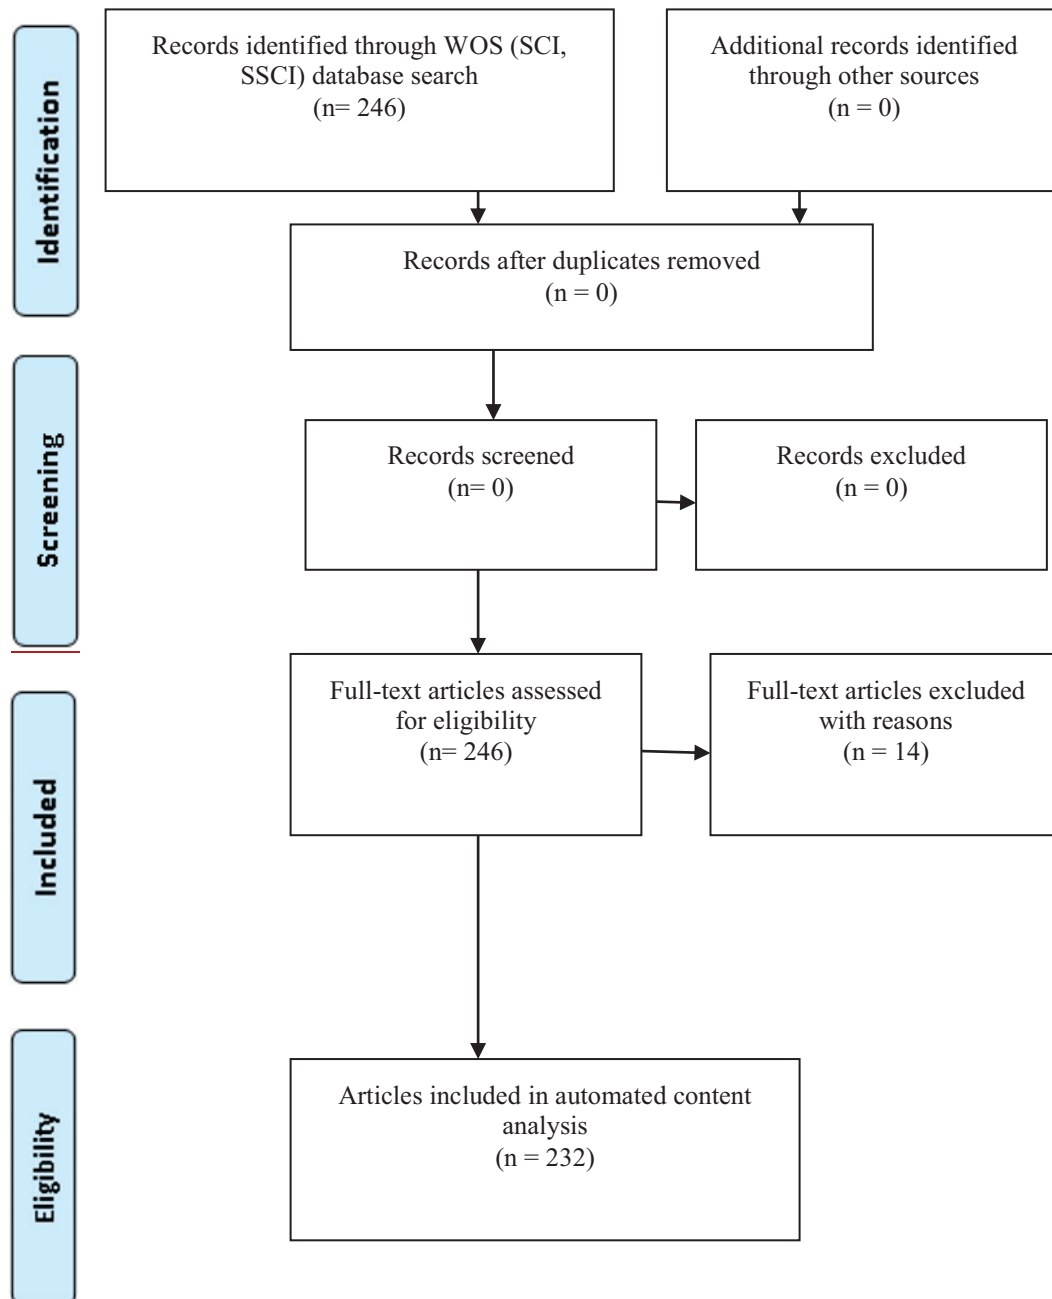 Identification
Records identified through WOS (SCI,
SSCI) database search
(n= 246)
Additional records identified
through other sources
(n = 0)
Records after duplicates removed
(n = 0)
Screening
Records screened
(n= 0)
Records excluded
(n = 0)
Included
Full-text articles assessed
for eligibility
(n= 246)
Full-text articles excluded
with reasons
(n = 14)
Eligibility
Articles included in automated content
analysis
(n = 232)